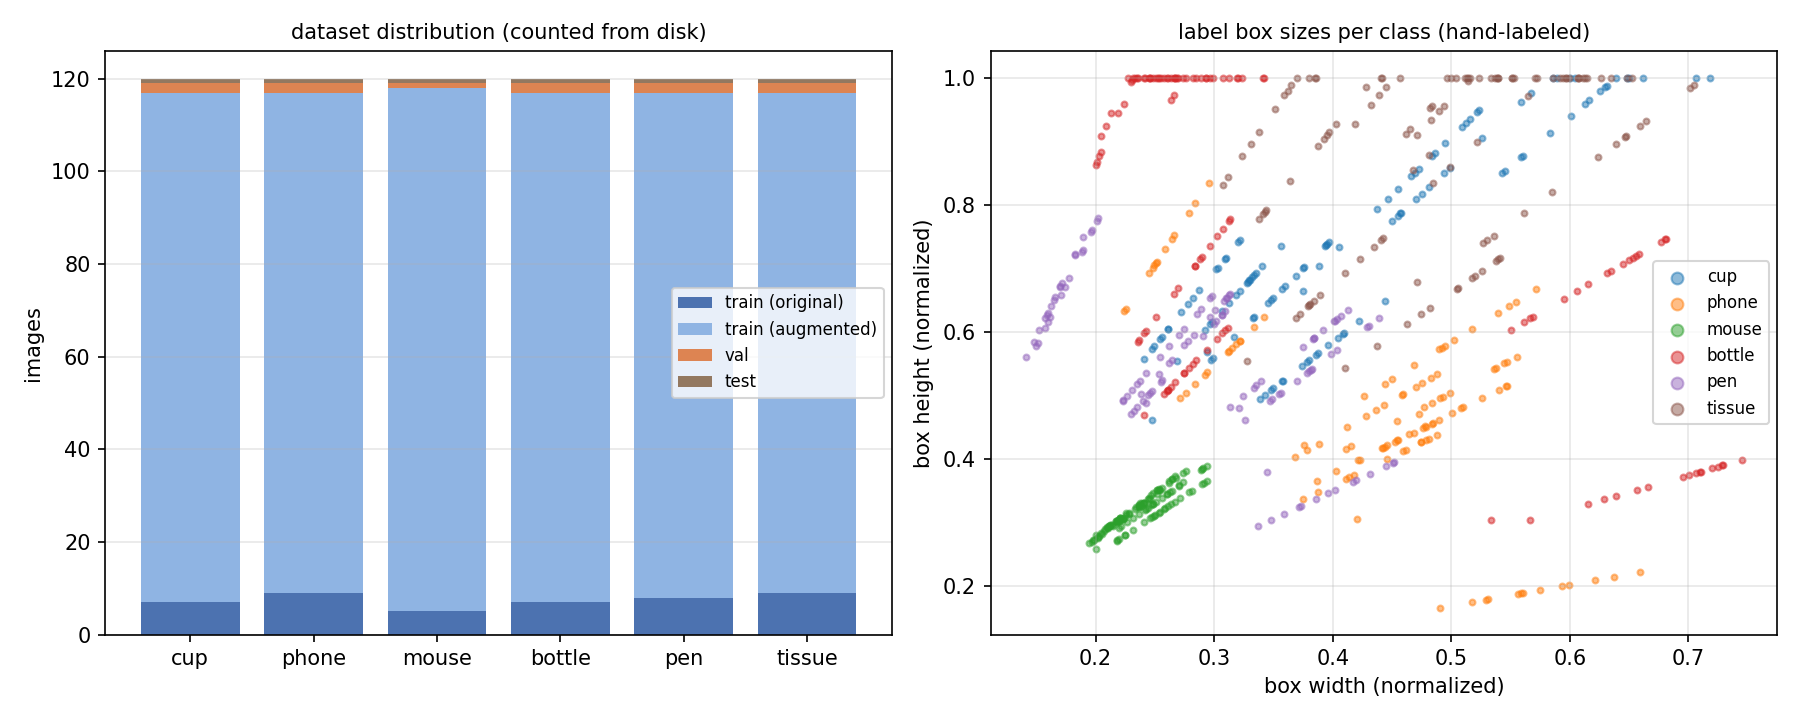 dataset distribution (counted from disk)
images
120
100
80
60
40
20
0
cup phone mouse bottle pen tissue
train (original)
train (augmented)
val
test
label box sizes per class (hand-labeled)
box height (normalized)
1.0
0.8
0.6
0.4
0.2
0.2 0.3 0.4 0.5 0.6 0.7
box width (normalized)
cup
phone
mouse
bottle
pen
tissue